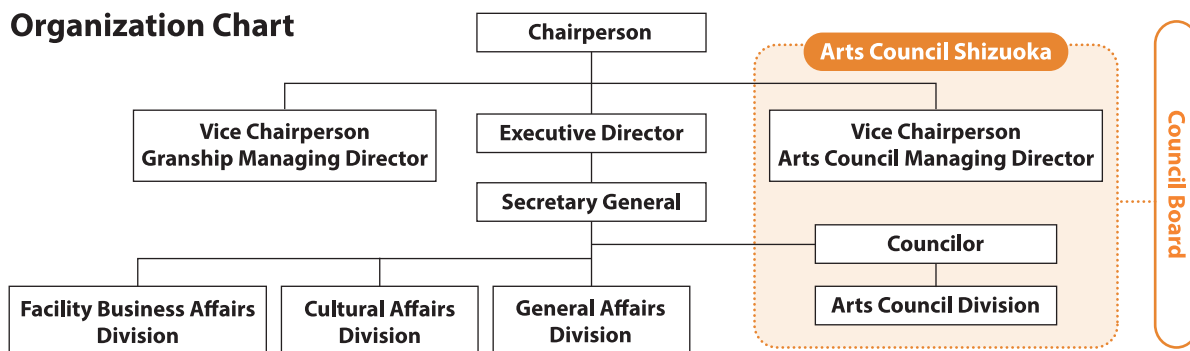 Organization Chart
Chairperson
Arts Council Shizuoka
Vice Chairperson
Granship Managing Director
Executive Director
Vice Chairperson
Arts Council Managing Director
Secretary General
Councilor
Facility Business Affairs
Division
Cultural Affairs
Division
General Affairs
Division
Arts Council Division
Council Board